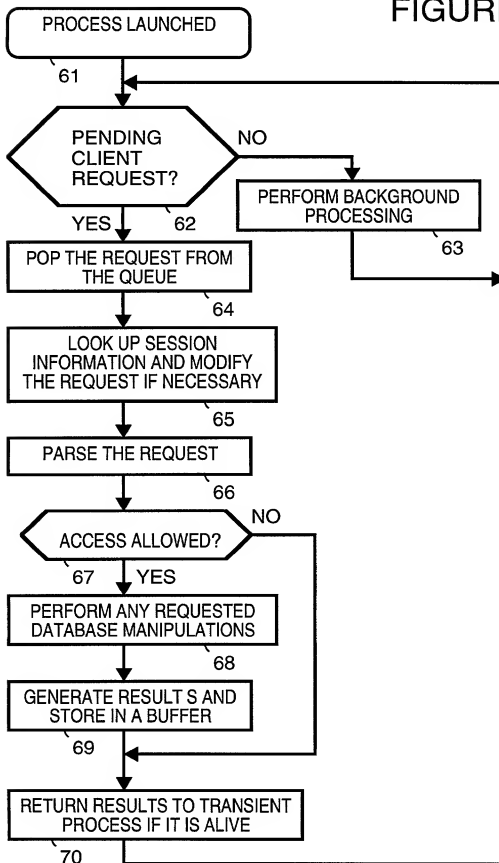 FIGUR
PROCESS LAUNCHED
61
PENDING
CLIENT
REQUEST?
NO
62
YES
PERFORM BACKGROUND
PROCESSING
63
POP THE REQUEST FROM
THE QUEUE
64
LOOK UP SESSION
INFORMATION AND MODIFY
THE REQUEST IF NECESSARY
65
PARSE THE REQUEST
66
ACCESS ALLOWED?
NO
67
YES
PERFORM ANY REQUESTED
DATABASE MANIPULATIONS
68
GENERATE RESULT S AND
STORE IN A BUFFER
69
RETURN RESULTS TO TRANSIENT
PROCESS IF IT IS ALIVE
70